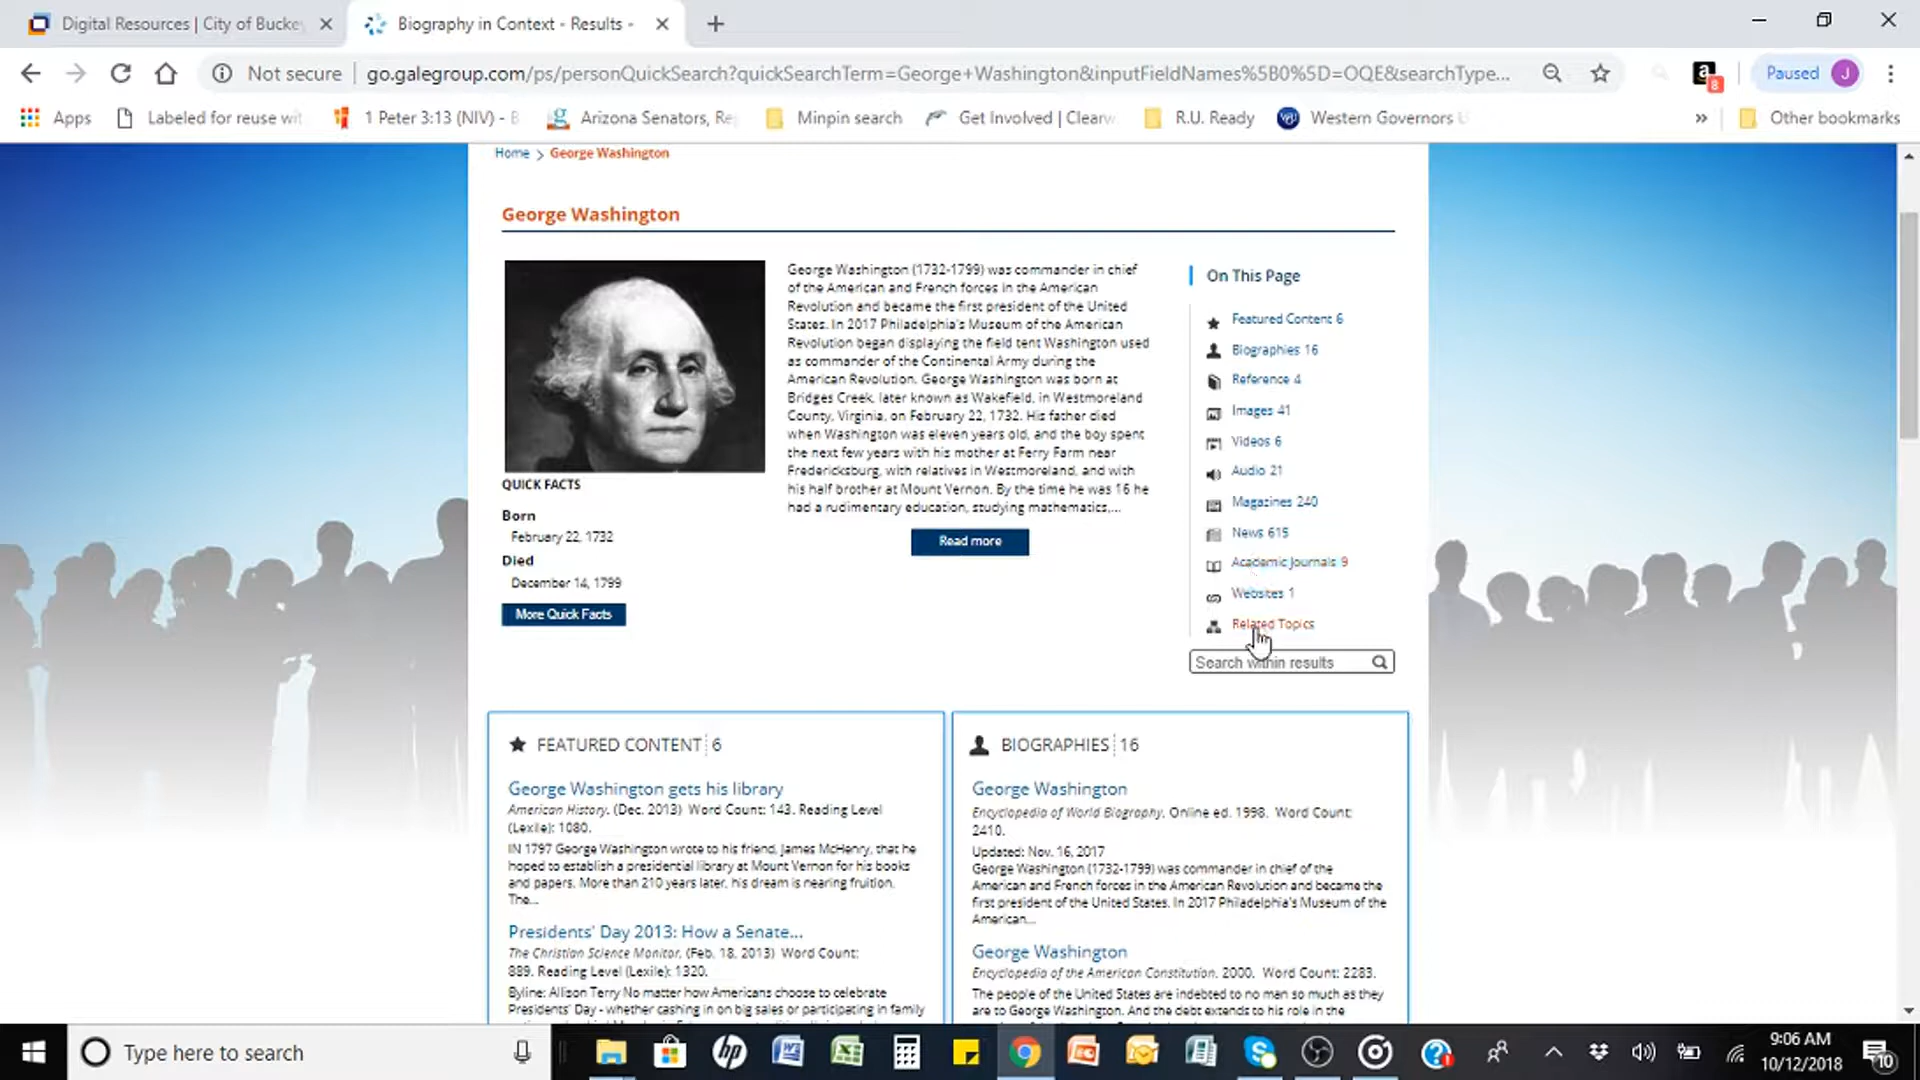 Digital Resources | City of Bucke
Biography in Context - Results -
Not secure
go.galegroup.com/ps/personQuickSearch?quickSearchTerm=George+Washington&inputFieldNames%5B0%5D=OQE&searchType...
8
Paused
J
Apps
Labeled for reuse wit
1 Peter 3:13 (NIV) - B
Arizona Senators, Re
Minpin search
Get Involved | Clearw
R.U. Ready
Western Governors U
»
Other bookmarks
Home > George Washington
George Washington
George Washington (1732-1799) was commander in chief
of the American and French forces in the American
Revolution and became the first president of the United
States. In 2017 Philadelphia's Museum of the American
Revolution began displaying the field tent Washington used
as commander of the Continental Army during the
American Revolution. George Washington was born at
Bridges Creek, later known as Wakefield, in Westmoreland
County, Virginia, on February 22, 1732. His father died
when Washington was eleven years old, and the boy spent
the next few years with his mother at Ferry Farm near
Fredericksburg, with relatives in Westmoreland, and with
his half brother at Mount Vernon. By the time he was 16 he
had a rudimentary education, studying mathematics,...
Read more
QUICK FACTS
Born
February 22, 1732
Died
December 14, 1799
More Quick Facts
On This Page
Featured Content 6
Biographies 16
Reference 4
Images 41
Videos 6
Audio 21
Magazines 240
News 615
Academic Journals 9
Websites 1
Related Topics
Search within results
FEATURED CONTENT 6
George Washington gets his library
American History. (Dec. 2013) Word Count: 143. Reading Level
(Lexile): 1080.
IN 1797 George Washington wrote to his friend, James McHenry, that he
hoped to establish a presidential library at Mount Vernon for his books
and papers. More than 210 years later, his dream is nearing fruition.
The...
Presidents' Day 2013: How a Senate...
The Christian Science Monitor. (Feb. 18, 2013) Word Count:
889. Reading Level (Lexile): 1320.
Byline: Allison Terry No matter how Americans choose to celebrate
Presidents' Day - whether cashing in on big sales or participating in family
BIOGRAPHIES 16
George Washington
Encyclopedia of World Biography. Online ed. 1998. Word Count:
2410.
Updated: Nov. 16, 2017
George Washington (1732-1799) was commander in chief of the
American and French forces in the American Revolution and became the
first president of the United States. In 2017 Philadelphia's Museum of the
American...
George Washington
Encyclopedia of the American Constitution. 2000. Word Count: 2283.
The people of the United States are indebted to no man so much as they
are to George Washington. And the debt extends to his role in the
Type here to search
9:06 AM
10/12/2018
10